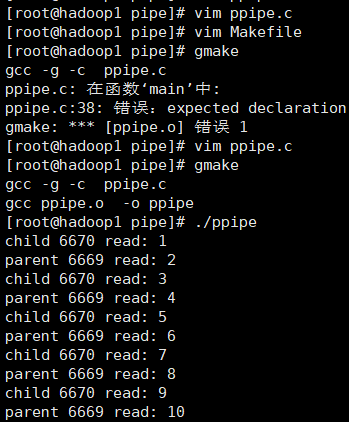 [root@hadoop1 pipe]# vim ppipe.c
[root@hadoop1 pipe]# vim Makefile
[root@hadoop1 pipe]# gmake
gcc -g -c  ppipe.c
ppipe.c: 在函数‘main’中:
ppipe.c:38: 错误：expected declaration
gmake: *** [ppipe.o] 错误 1
[root@hadoop1 pipe]# vim ppipe.c
[root@hadoop1 pipe]# gmake
gcc -g -c  ppipe.c
gcc ppipe.o  -o ppipe
[root@hadoop1 pipe]# ./ppipe
child 6670 read: 1
parent 6669 read: 2
child 6670 read: 3
parent 6669 read: 4
child 6670 read: 5
parent 6669 read: 6
child 6670 read: 7
parent 6669 read: 8
child 6670 read: 9
parent 6669 read: 10